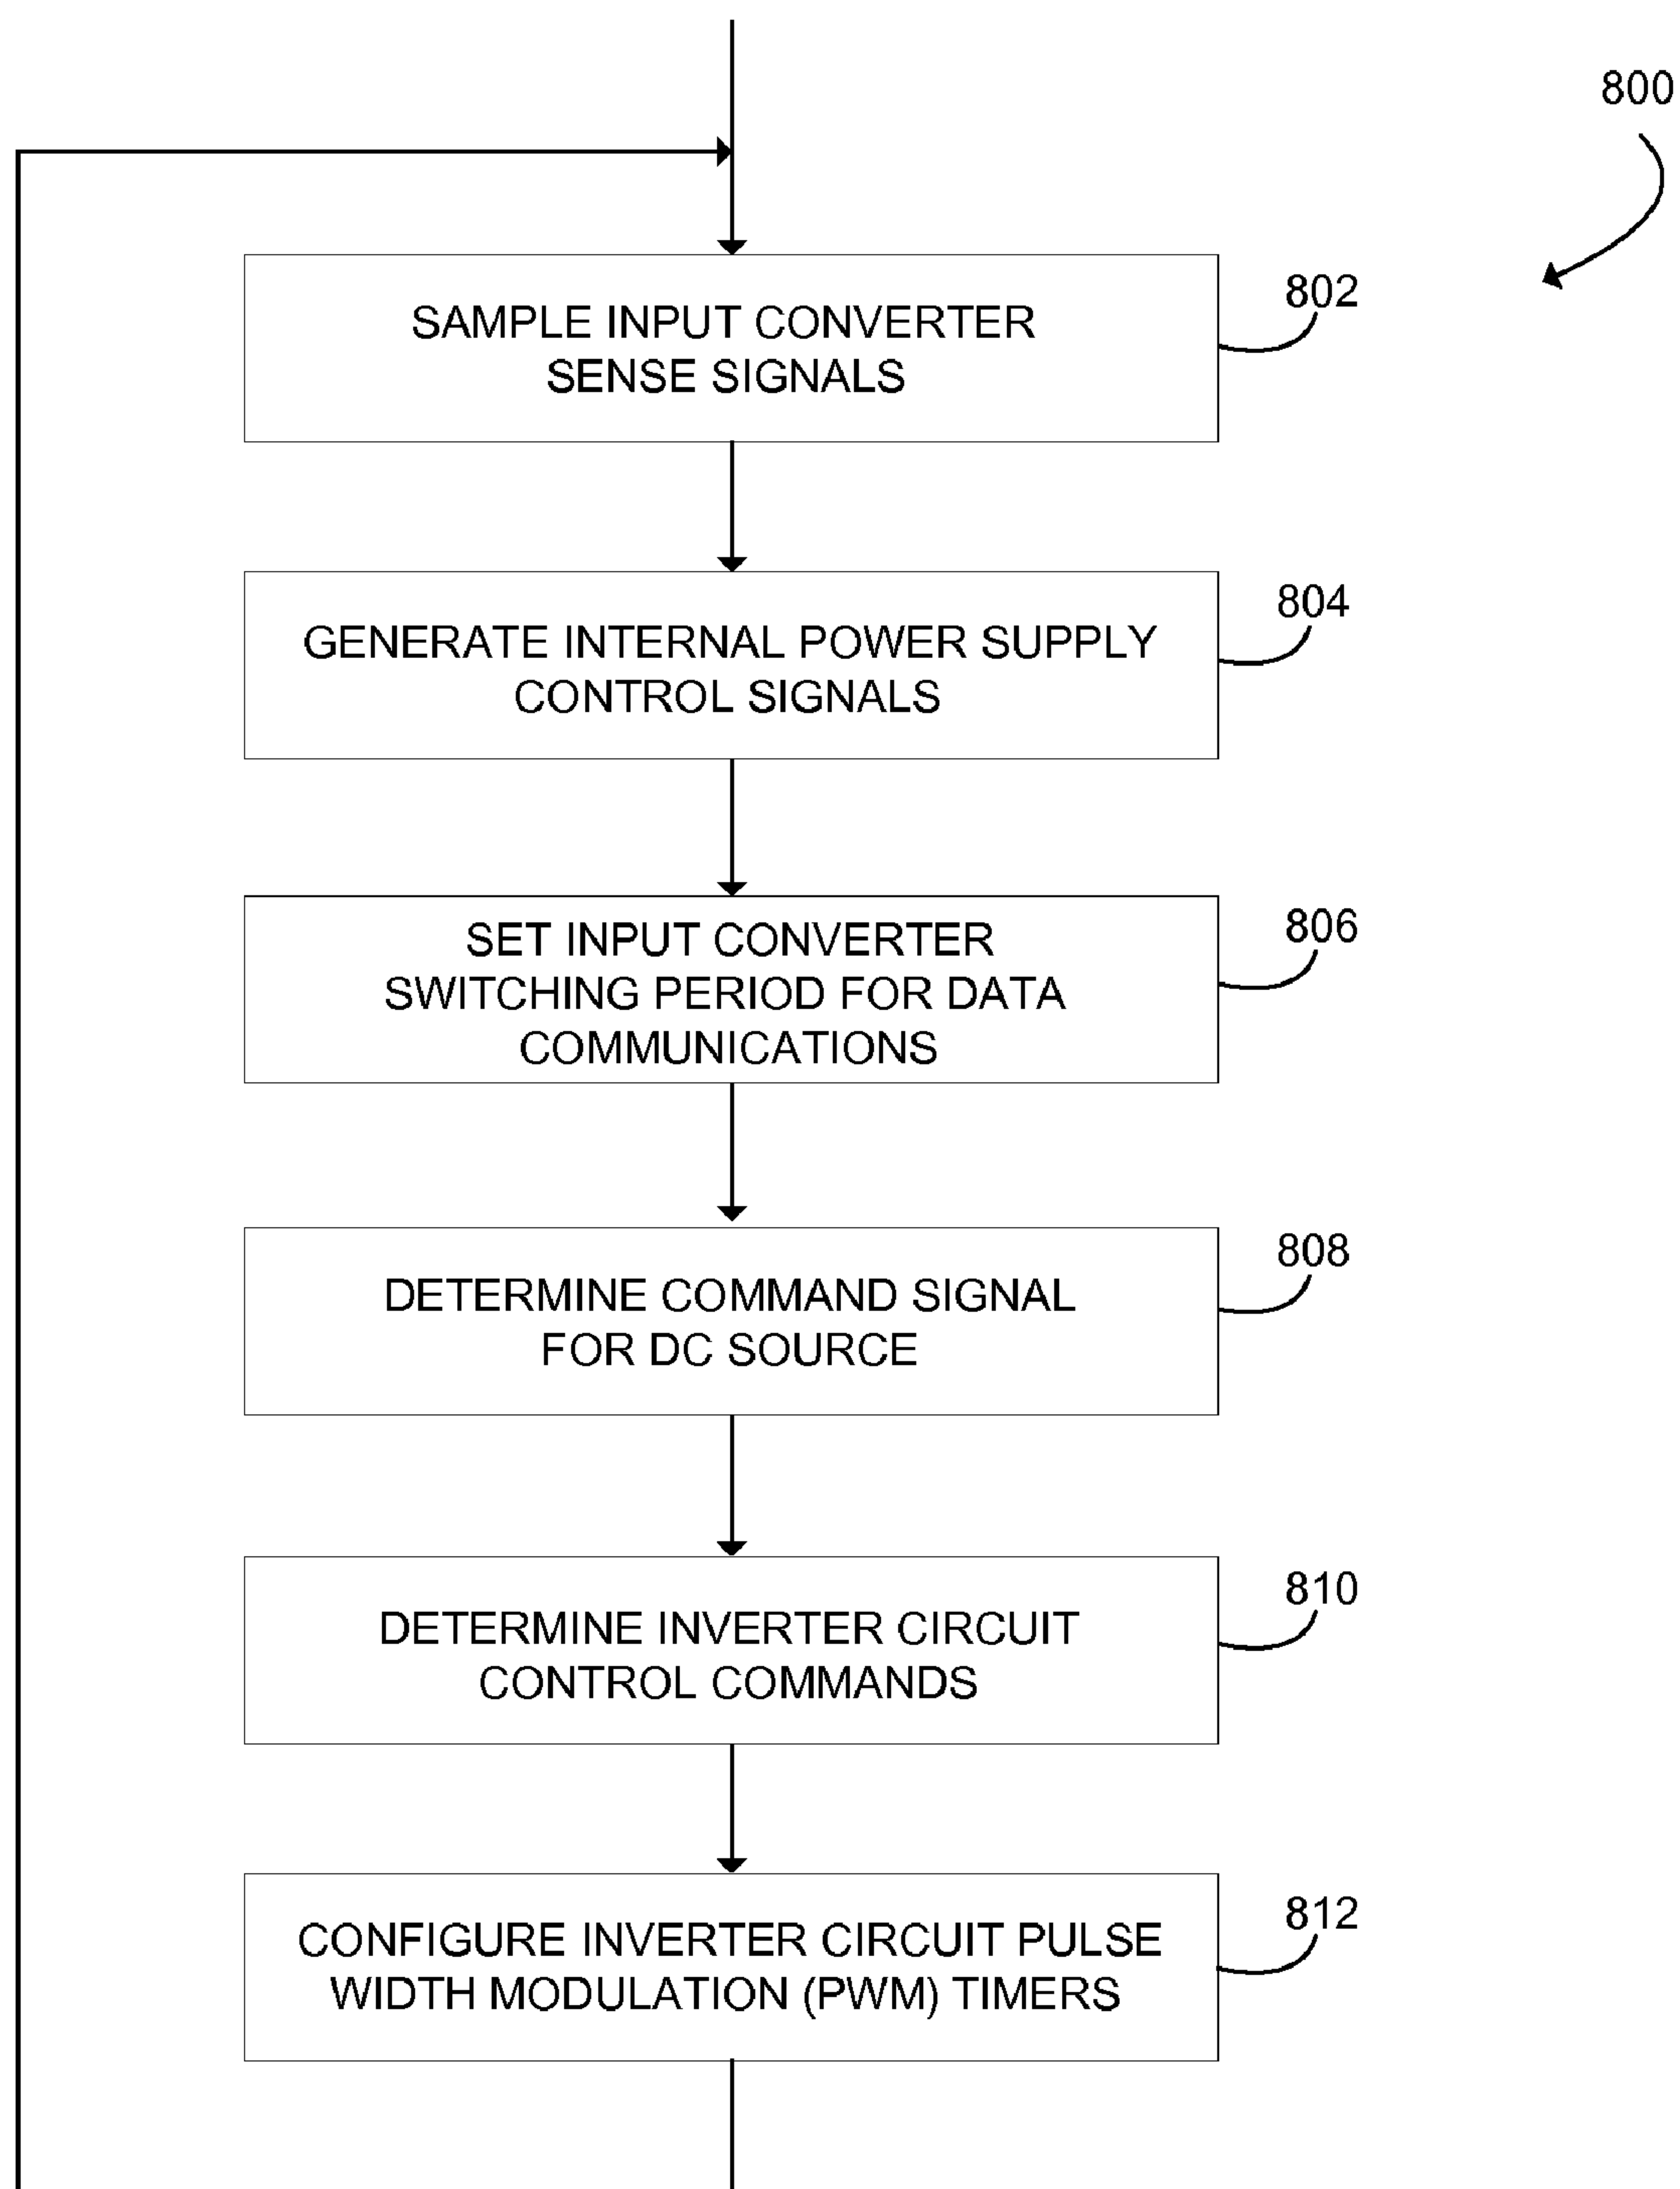 800
SAMPLE INPUT CONVERTER
SENSE SIGNALS
802
GENERATE INTERNAL POWER SUPPLY
CONTROL SIGNALS
804
SET INPUT CONVERTER
SWITCHING PERIOD FOR DATA
COMMUNICATIONS
806
DETERMINE COMMAND SIGNAL
FOR DC SOURCE
808
DETERMINE INVERTER CIRCUIT
CONTROL COMMANDS
810
CONFIGURE INVERTER CIRCUIT PULSE
WIDTH MODULATION (PWM) TIMERS
812